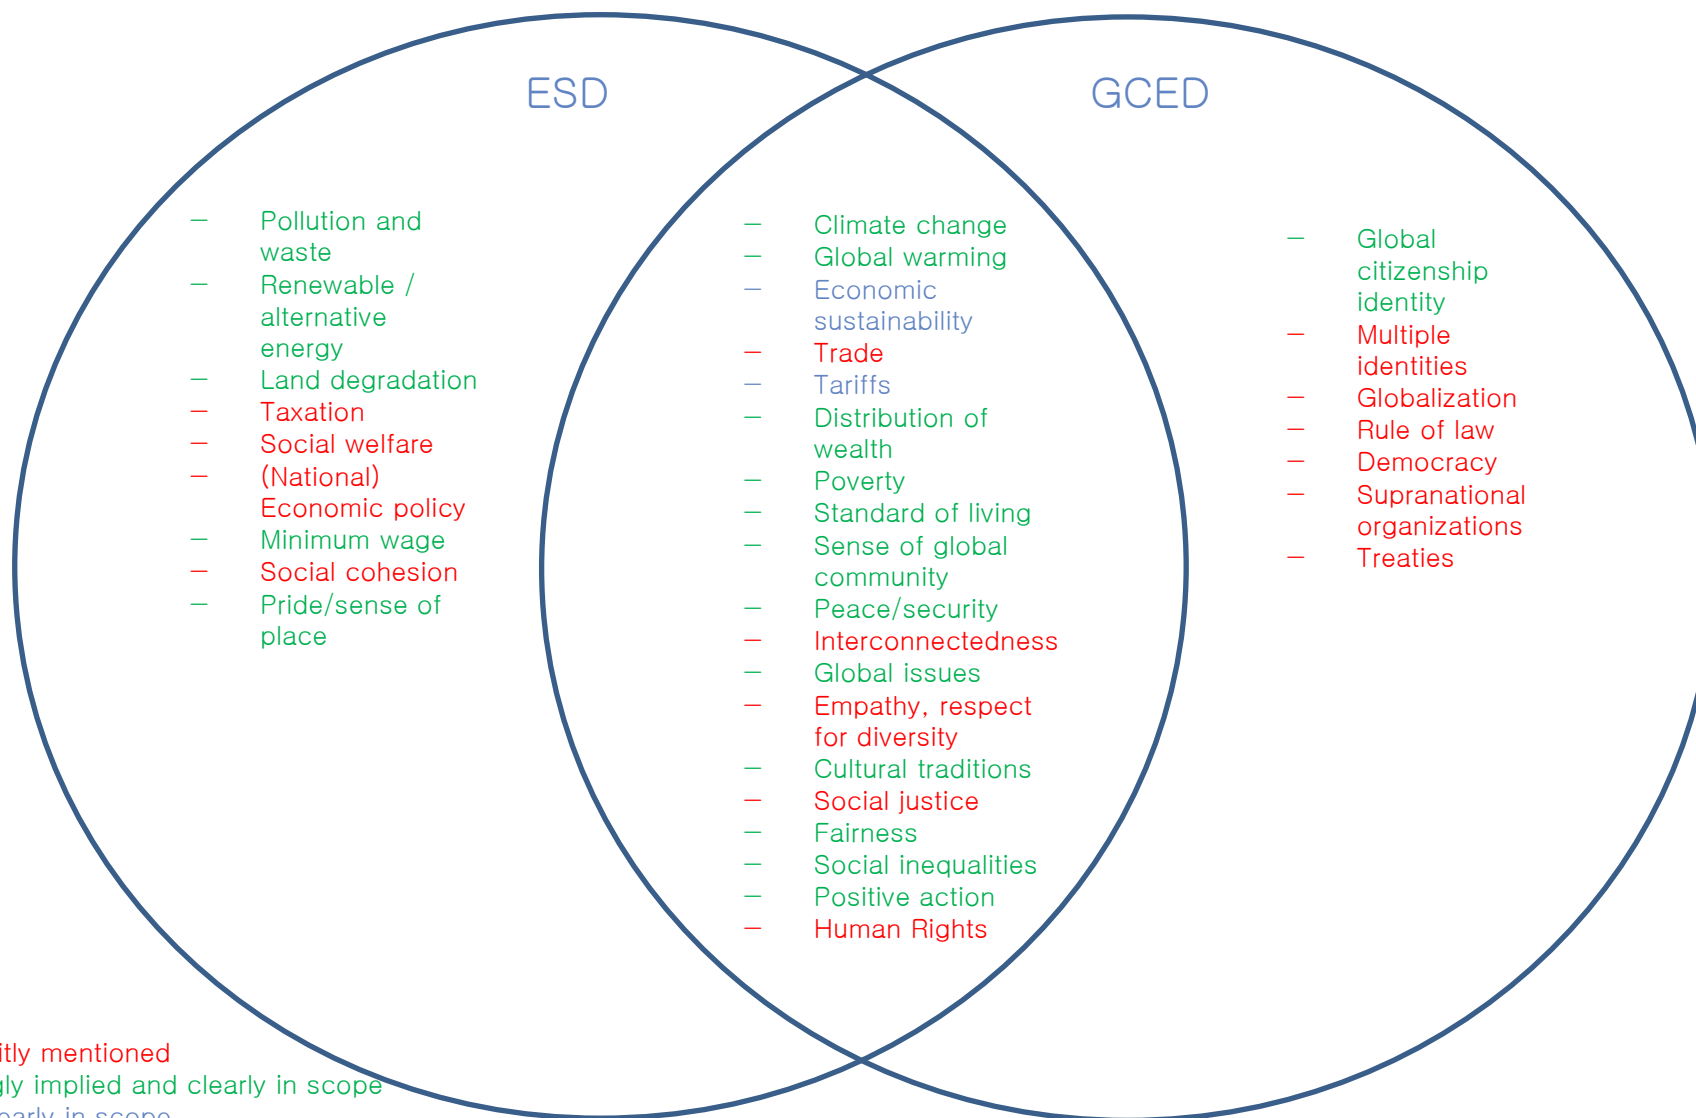 ESD
GCED
– Pollution and
waste
– Renewable /
alternative
energy
– Land degradation
– Taxation
– Social welfare
– (National)
Economic policy
– Minimum wage
– Social cohesion
– Pride/sense of
place
– Climate change
– Global warming
– Economic
sustainability
– Trade
– Tariffs
– Distribution of
wealth
– Poverty
– Standard of living
– Sense of global
community
– Peace/security
– Interconnectedness
– Global issues
– Empathy, respect
for diversity
– Cultural traditions
– Social justice
– Fairness
– Social inequalities
– Positive action
– Human Rights
– Global
citizenship
identity
– Multiple
identities
– Globalization
– Rule of law
– Democracy
– Supranational
organizations
– Treaties
mentioned
implied and clearly in scope
in scope